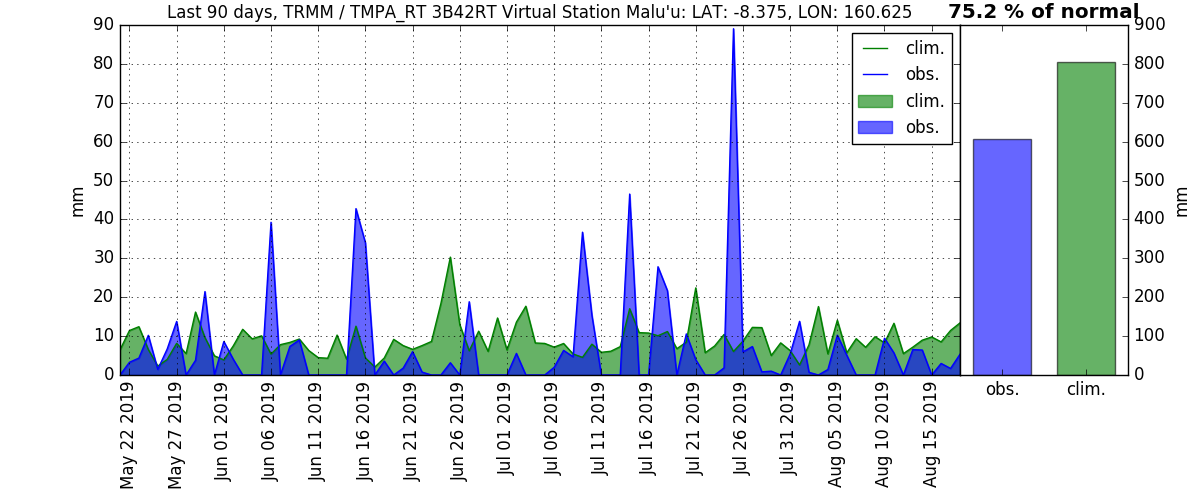 Last 90 days, TRMM / TMPA_RT 3B42RT Virtual Station Malu'u: LAT: -8.375, LON: 160.625
75.2 % of normal
90
80
70
60
50
40
30
20
10
0
mm
clim.
obs.
clim.
obs.
900
800
700
600
500
400
300
200
100
0
mm
May 22 2019
May 27 2019
Jun 01 2019
Jun 06 2019
Jun 11 2019
Jun 16 2019
Jun 21 2019
Jun 26 2019
Jul 01 2019
Jul 06 2019
Jul 11 2019
Jul 16 2019
Jul 21 2019
Jul 26 2019
Jul 31 2019
Aug 05 2019
Aug 10 2019
Aug 15 2019
obs.
clim.